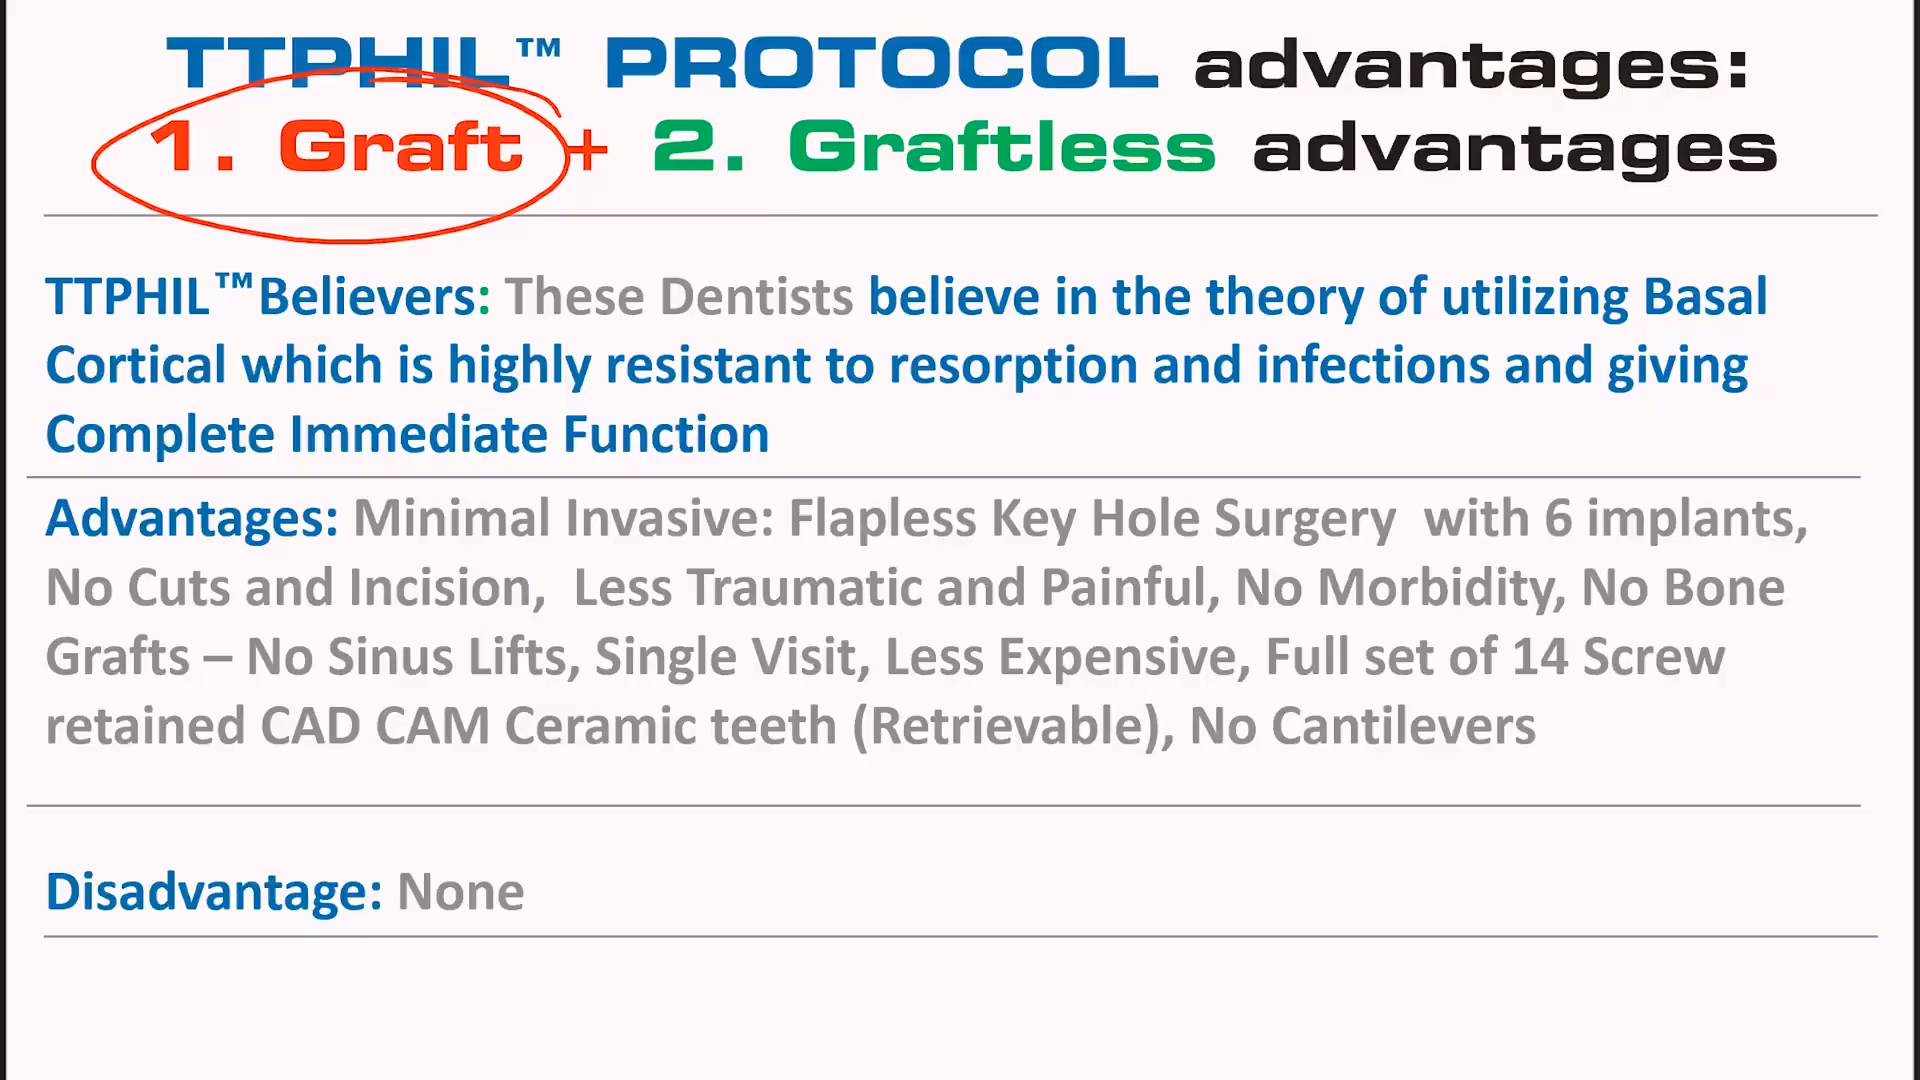 TTPHIL™ PROTOCOL advantages:
1. Graft + 2. Graftless advantages
TTPHIL™Believers: These Dentists believe in the theory of utilizing Basal
Cortical which is highly resistant to resorption and infections and giving
Complete Immediate Function
Advantages: Minimal Invasive: Flapless Key Hole Surgery with 6 implants,
No Cuts and Incision, Less Traumatic and Painful, No Morbidity, No Bone
Grafts – No Sinus Lifts, Single Visit, Less Expensive, Full set of 14 Screw
retained CAD CAM Ceramic teeth (Retrievable), No Cantilevers
Disadvantage: None